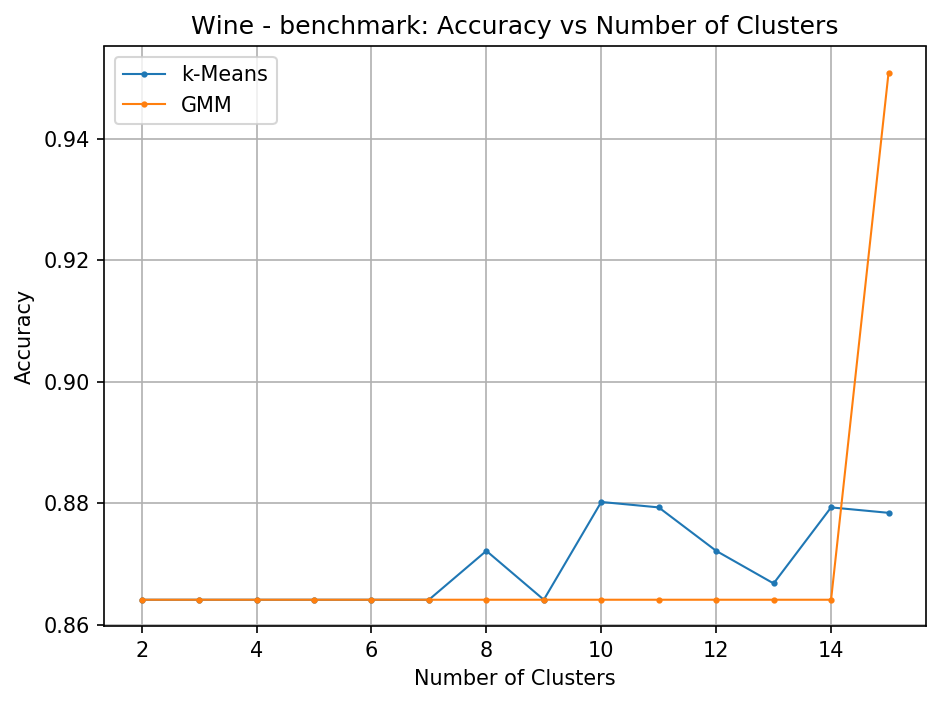 Wine - benchmark: Accuracy vs Number of Clusters
k-Means
GMM
0.94
0.92
0.90
0.88
0.86
Accuracy
2 4 6 8 10 12 14
Number of Clusters